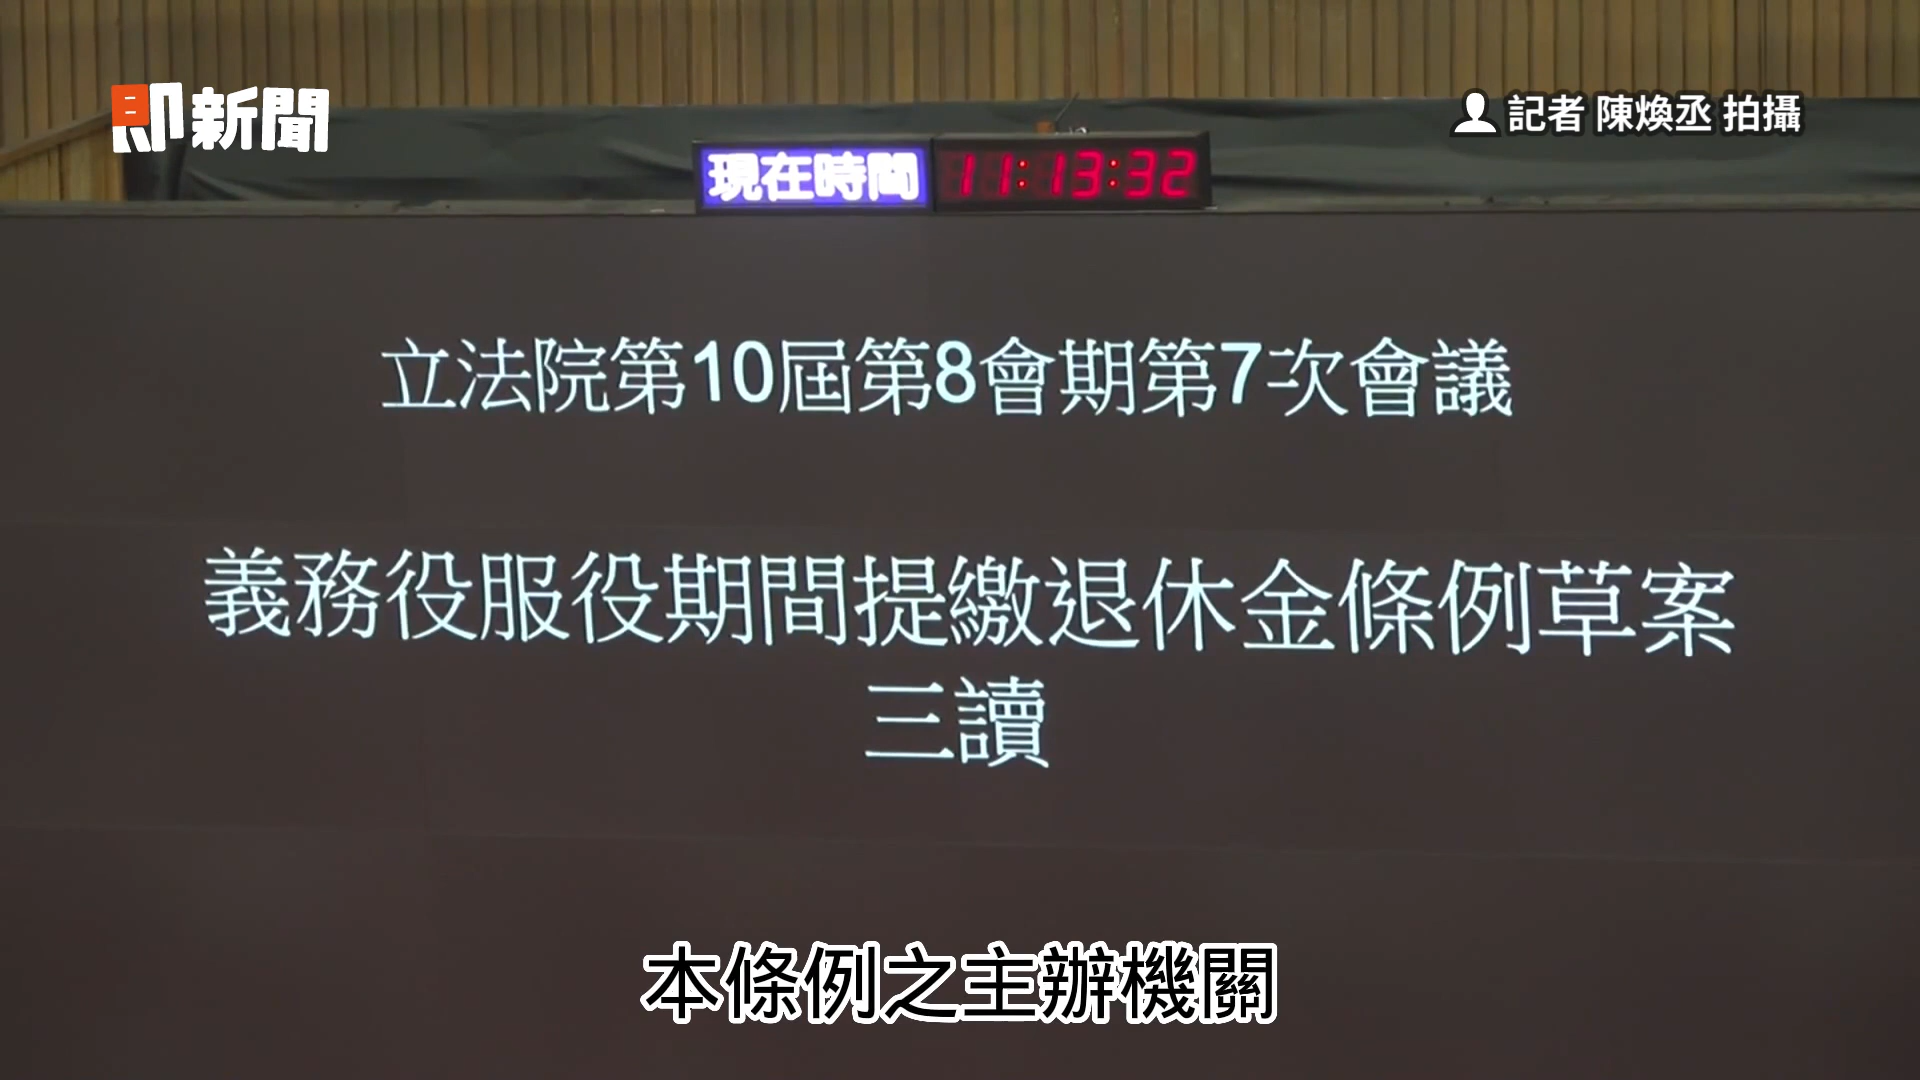 即新聞
記者 陳煥丞 拍攝
現在時間 11:13:32
立法院第10屆第8會期第7次會議
義務役服役期間提繳退休金條例草案
三讀
本條例之主辦機關